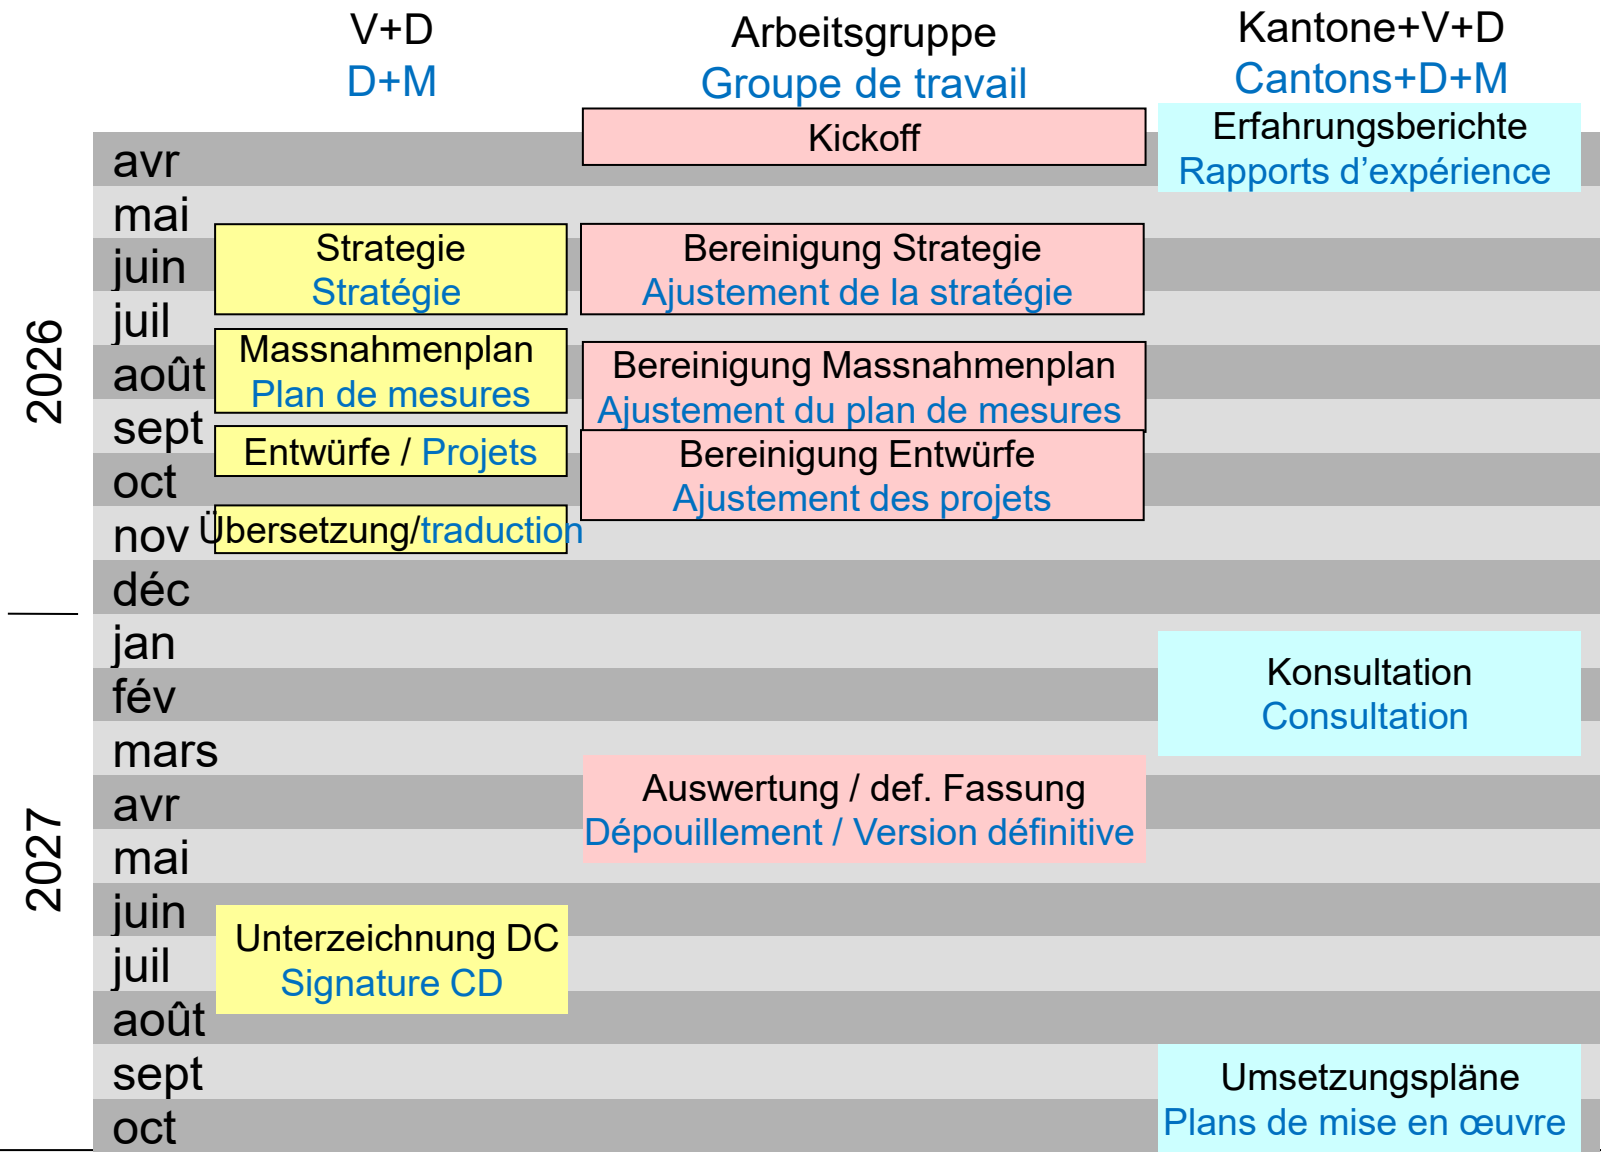 V+D
D+M
Arbeitsgruppe
Groupe de travail
Kantone+V+D
Cantons+D+M
2026
avr
Kickoff
Erfahrungsberichte
Rapports d’expérience
mai
juin
Strategie
Stratégie
Bereinigung Strategie
Ajustement de la stratégie
juil
août
Massnahmenplan
Plan de mesures
Bereinigung Massnahmenplan
Ajustement du plan de mesures
sept
Entwürfe / Projets
Bereinigung Entwürfe
Ajustement des projets
oct
nov
Übersetzung/traduction
déc
2027
jan
fév
Konsultation
Consultation
mars
avr
Auswertung / def. Fassung
Dépouillement / Version définitive
mai
juin
Unterzeichnung DC
Signature CD
juil
août
sept
Umsetzungspläne
Plans de mise en œuvre
oct